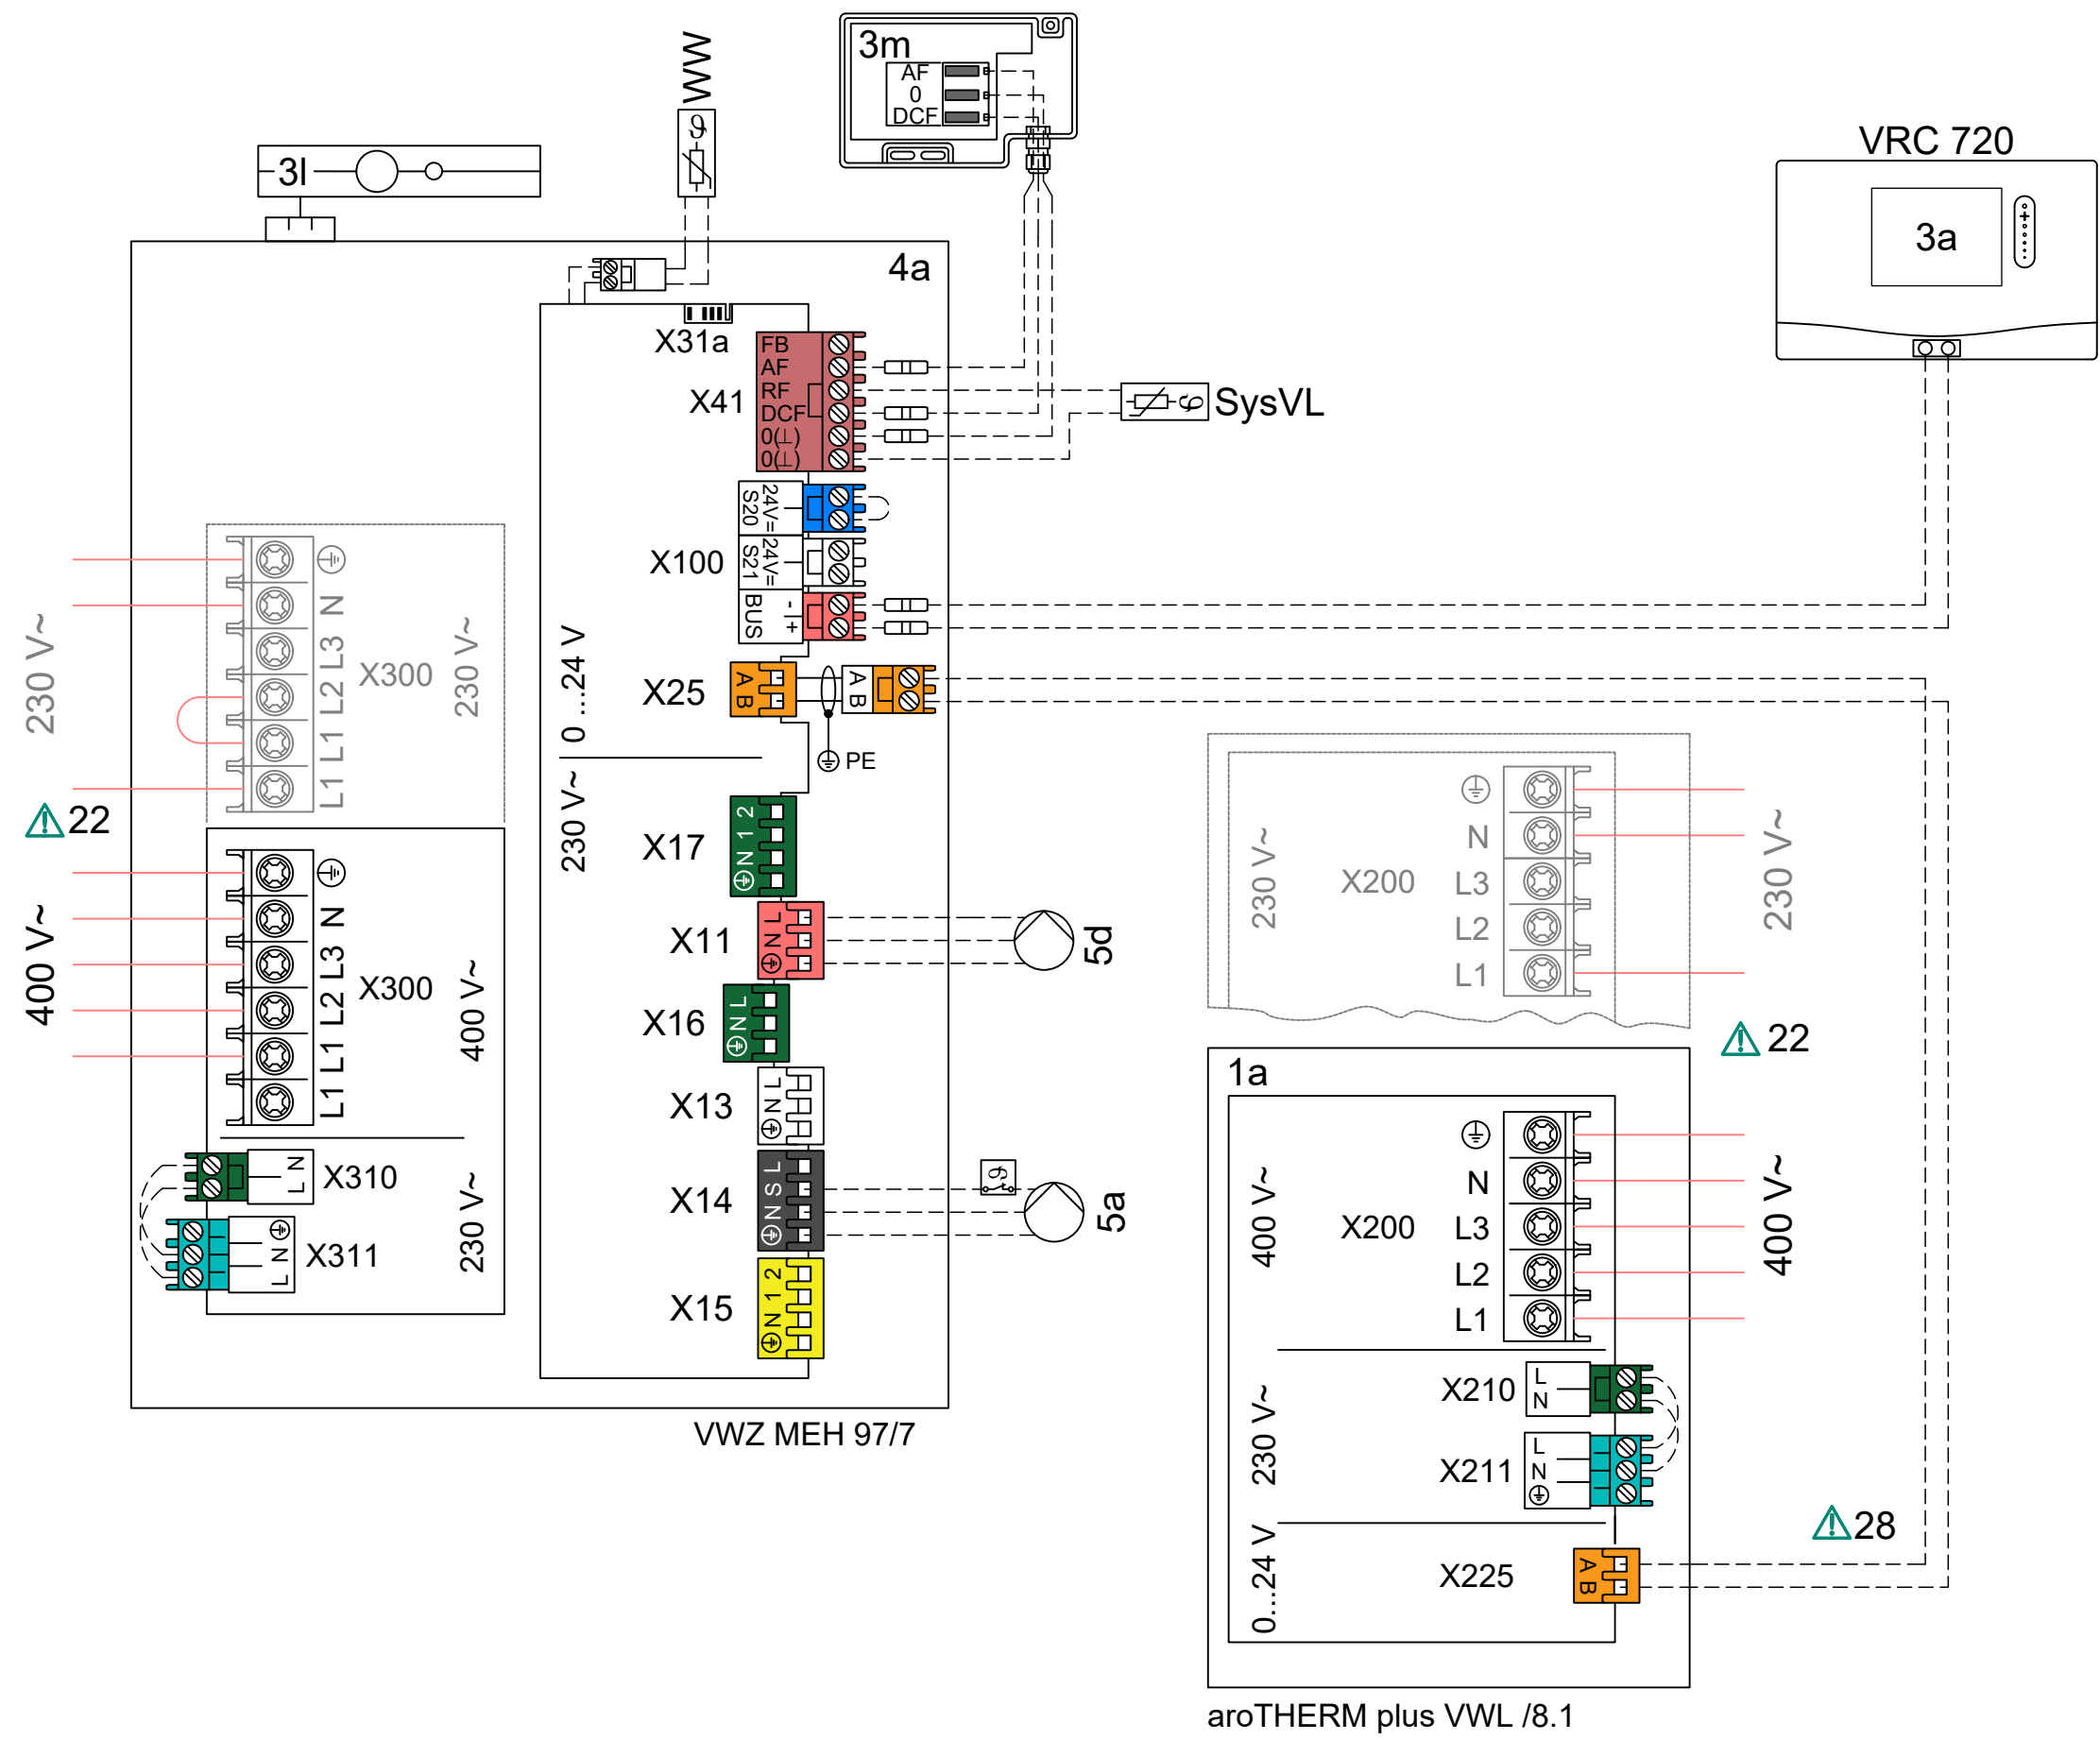 3l
WW
3m
AF
0
DCF
VRC 720
3a
4a
X31a
X41
FB
AF
RF
DCF
0(⊥)
0(⊥)
SysVL
X100
24V=
S20
24V=
S21
BUS
- | +
X25
A
B
A
B
PE
0 ...24 V
230 V~
X17
N 1 2
X11
N L
5d
X16
N L
X13
N L
X14
N S L
5a
X15
N 1 2
230 V~
N
L3
L2
L1
L1
X300
230 V~
22
400 V~
N
L3
L2
L1
L1
X300
400 V~
X310
L N
X311
L N
230 V~
VWZ MEH 97/7
230 V~
X200
N
L3
L2
L1
230 V~
22
1a
400 V~
X200
N
L3
L2
L1
400 V~
230 V~
X210
L
N
X211
L
N
0...24 V
X225
A
B
28
aroTHERM plus VWL /8.1